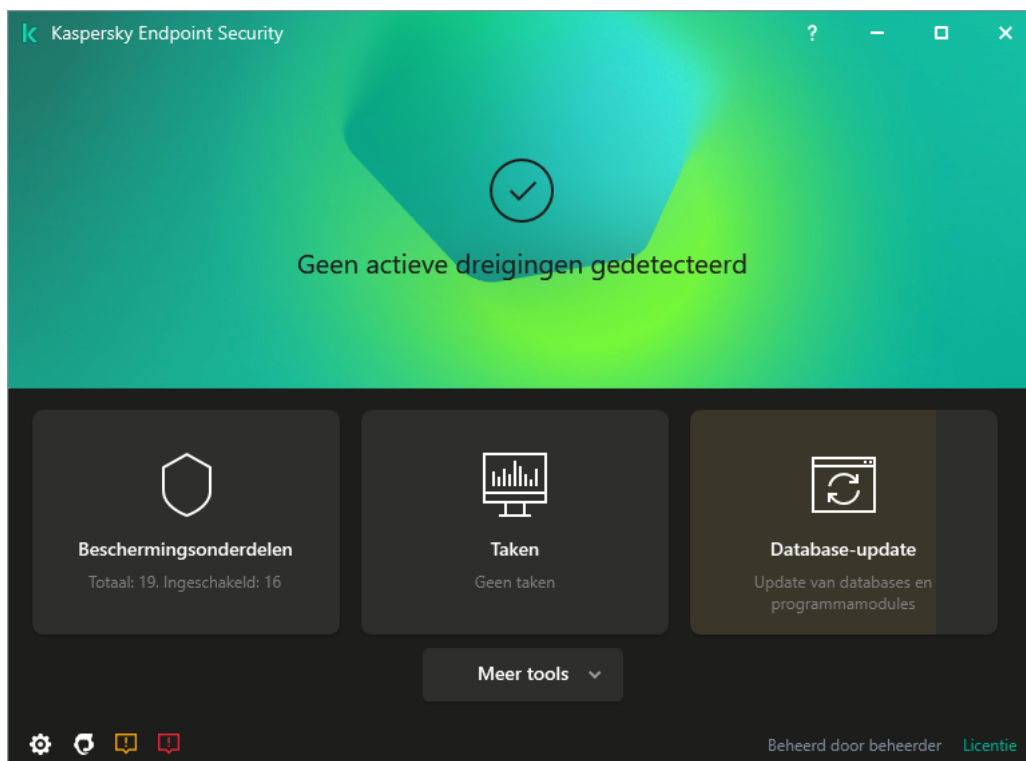 Kaspersky Endpoint Security
?
Geen actieve dreigingen gedetecteerd
Beschermingsonderdelen
Totaal: 19. Ingeschakeld: 16
Taken
Geen taken
Database-update
Update van databases en
programmamodules
Meer tools
Beheerd door beheerder
Licentie